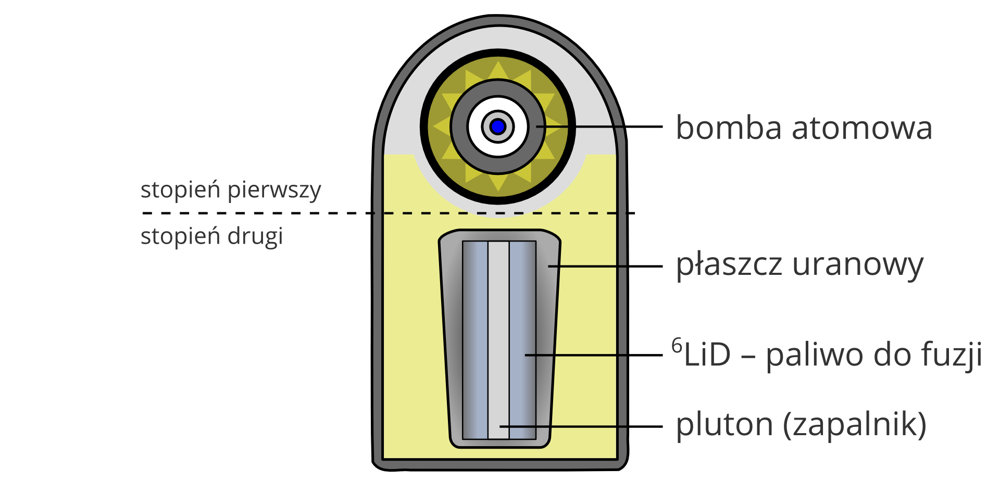 bomba atomowa
stopień pierwszy
stopień drugi
płaszcz uranowy
⁶LiD – paliwo do fuzji
pluton (zapalnik)